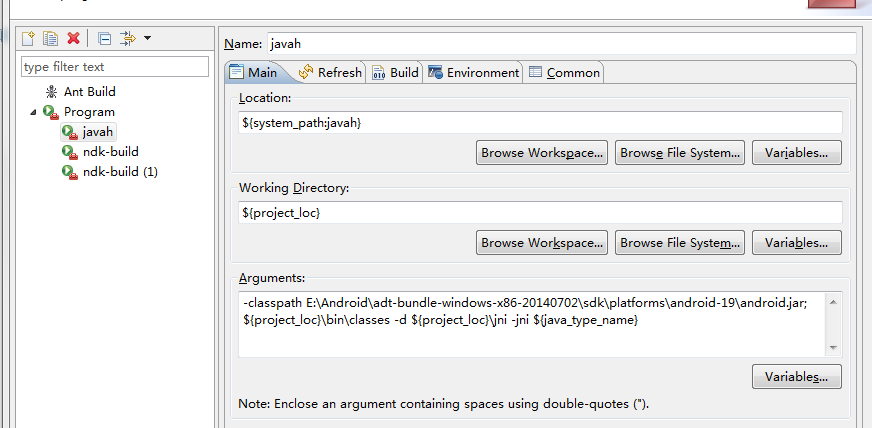 Name: javah
type filter text
Ant Build
Program
javah
ndk-build
ndk-build (1)
Main Refresh Build Environment Common
Location:
${system_path:javah}
Browse Workspace... Browse File System... Variables...
Working Directory:
${project_loc}
Browse Workspace... Browse File System... Variables...
Arguments:
-classpath E:\Android\adt-bundle-windows-x86-20140702\sdk\platforms\android-19\android.jar;
${project_loc}\bin\classes -d ${project_loc}\jni -jni ${java_type_name}
Variables...
Note: Enclose an argument containing spaces using double-quotes (").